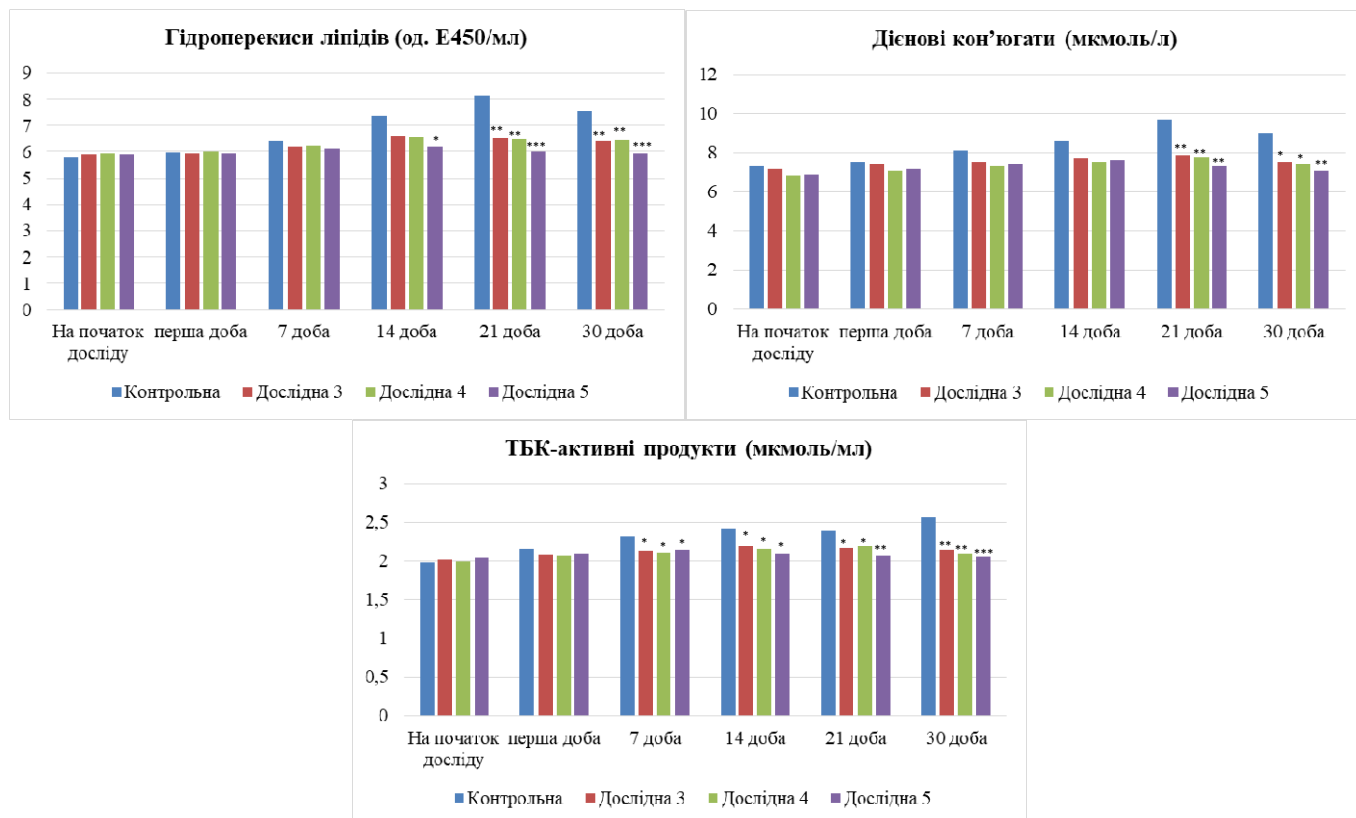 Гідроперекиси ліпідів (од. Е450/мл)
9
8
7
6
5
4
3
2
1
0
* ** ** *** ** ** ***
На початок досліду
перша доба
7 доба
14 доба
21 доба
30 доба
Контрольна Дослідна 3 Дослідна 4 Дослідна 5
Дієнові кон’югати (мкмоль/л)
12
10
8
6
4
2
0
** ** ** * * **
На початок досліду
перша доба
7 доба
14 доба
21 доба
30 доба
Контрольна Дослідна 3 Дослідна 4 Дослідна 5
ТБК-активні продукти (мкмоль/мл)
3
2,5
2
1,5
1
0,5
0
* * * * * * * * ** ** ** ***
На початок досліду
перша доба
7 доба
14 доба
21 доба
30 доба
Контрольна Дослідна 3 Дослідна 4 Дослідна 5